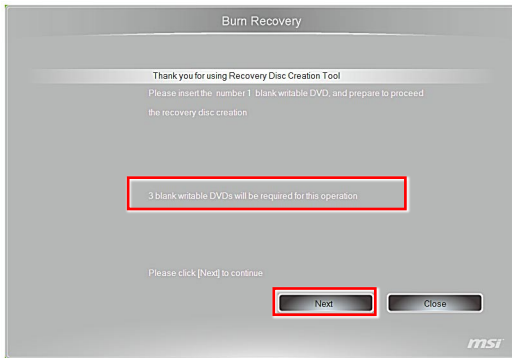 Burn Recovery
Thank you for using Recovery Disc Creation Tool
Please insert the number 1 blank writable DVD, and prepare to proceed
the recovery disc creation
3 blank writable DVDs will be required for this operation
Please click [Next] to continue
Next
Close
msi